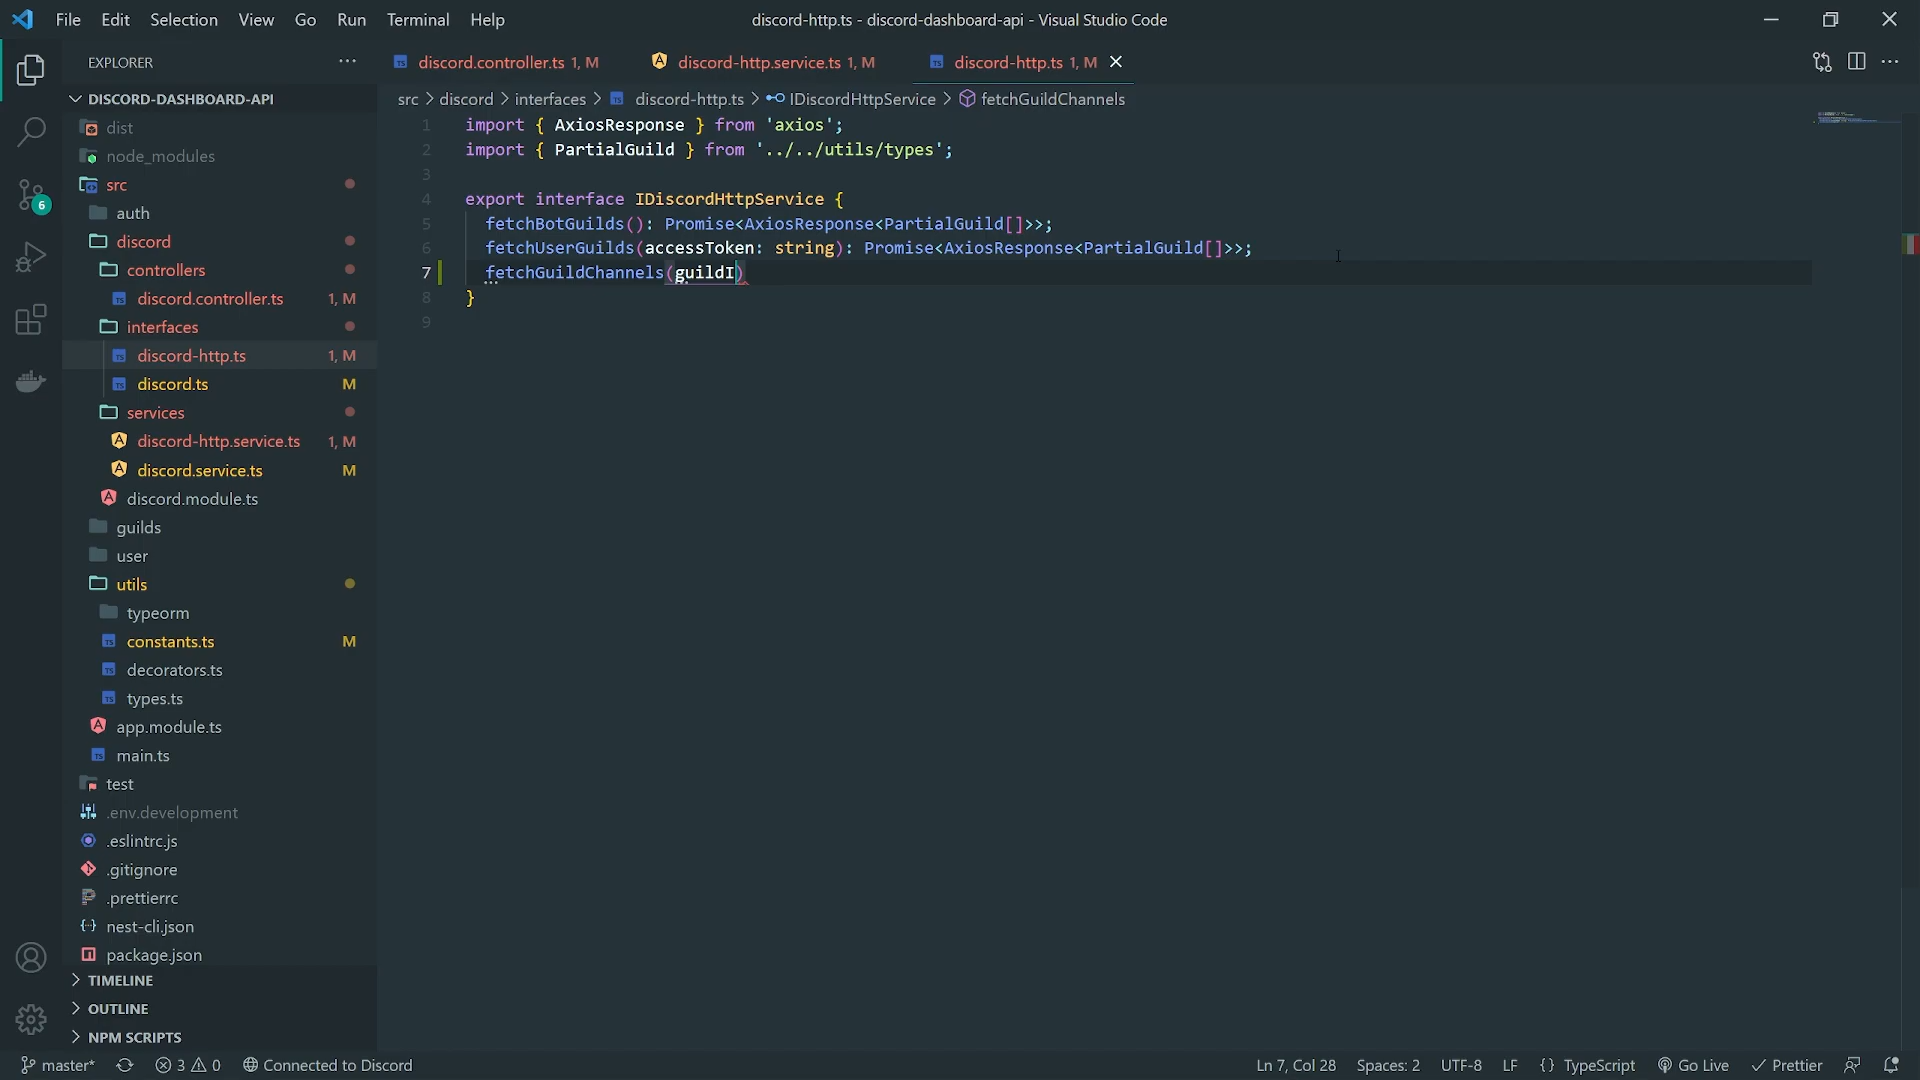 File Edit Selection View Go Run Terminal Help
discord-http.ts - discord-dashboard-api - Visual Studio Code
EXPLORER
discord.controller.ts 1, M
discord-http.service.ts 1, M
discord-http.ts 1, M
src > discord > interfaces > discord-http.ts > IDiscordHttpService > fetchGuildChannels
DISCORD-DASHBOARD-API
dist
node_modules
src
auth
discord
controllers
discord.controller.ts 1, M
interfaces
discord-http.ts 1, M
discord.ts M
services
discord-http.service.ts 1, M
discord.service.ts M
discord.module.ts
guilds
user
utils
typeorm
constants.ts M
decorators.ts
types.ts
app.module.ts
main.ts
test
.env.development
.eslintrc.js
.gitignore
.prettierrc
nest-cli.json
package.json
TIMELINE
OUTLINE
NPM SCRIPTS
6
1 import { AxiosResponse } from 'axios';
2 import { PartialGuild } from '../../utils/types';
3
4 export interface IDiscordHttpService {
5 fetchBotGuilds(): Promise<AxiosResponse<PartialGuild[]>>;
6 fetchUserGuilds(accessToken: string): Promise<AxiosResponse<PartialGuild[]>>;
7 fetchGuildChannels(guildI)
8 }
9
master* 3 0 Connected to Discord
Ln 7, Col 28 Spaces: 2 UTF-8 LF {} TypeScript Go Live Prettier